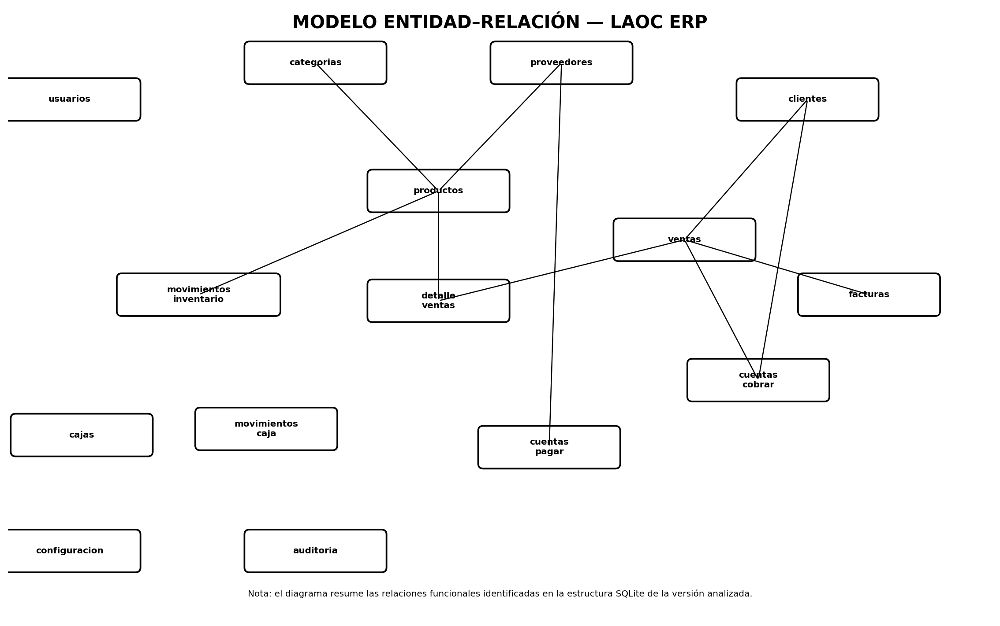 MODELO ENTIDAD–RELACIÓN — LAOC ERP
categorias
proveedores
usuarios
clientes
productos
ventas
movimientos
inventario
detalle
ventas
facturas
cuentas
cobrar
cajas
movimientos
caja
cuentas
pagar
configuracion
auditoria
Nota: el diagrama resume las relaciones funcionales identificadas en la estructura SQLite de la versión analizada.